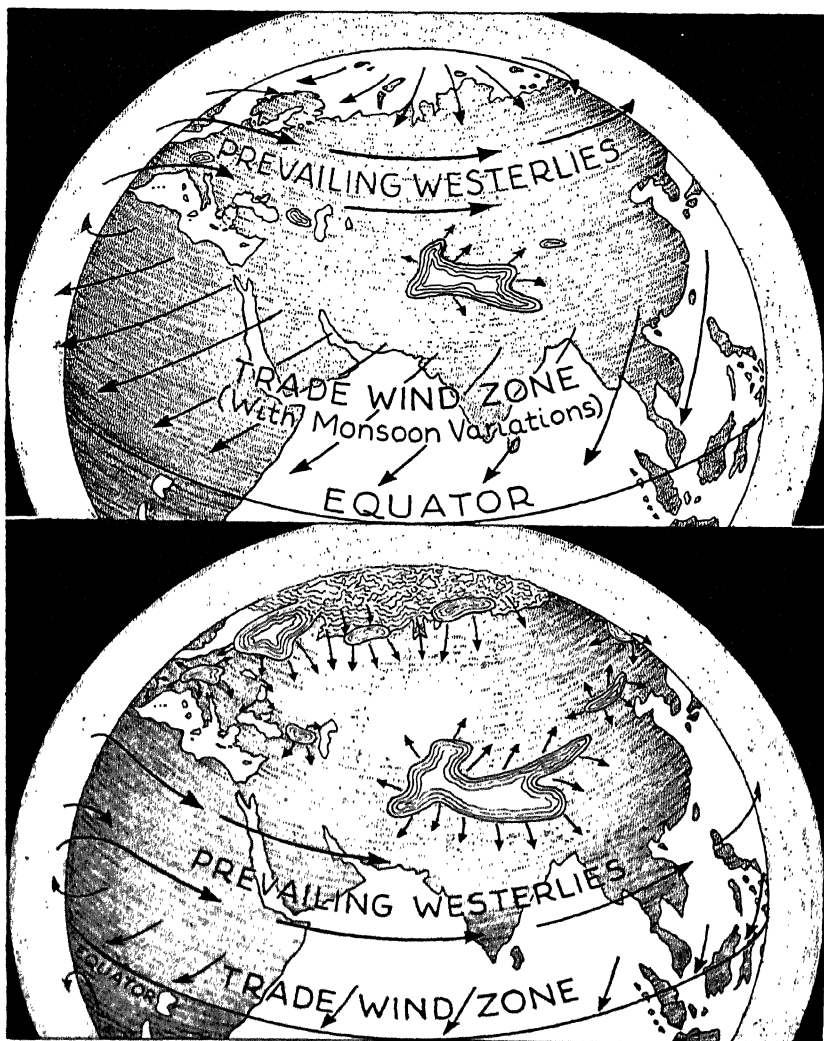 PREVAILING WESTERLIES
TRADE WIND ZONE
(With Monsoon Variations)
EQUATOR
PREVAILING WESTERLIES
EQUATOR
TRADE WIND ZONE